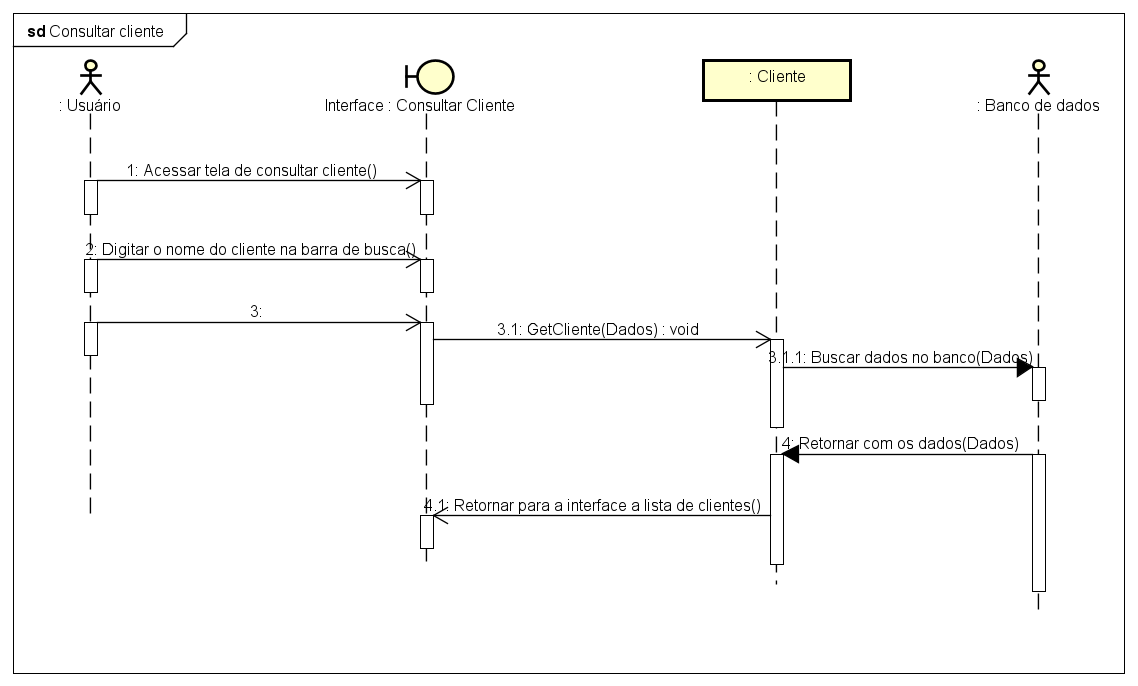 sd Consultar cliente
: Usuário
Interface : Consultar Cliente
: Cliente
: Banco de dados
1: Acessar tela de consultar cliente()
2: Digitar o nome do cliente na barra de busca()
3:
3.1: GetCliente(Dados) : void
3.1.1: Buscar dados no banco(Dados)
4: Retornar com os dados(Dados)
4.1: Retornar para a interface a lista de clientes()